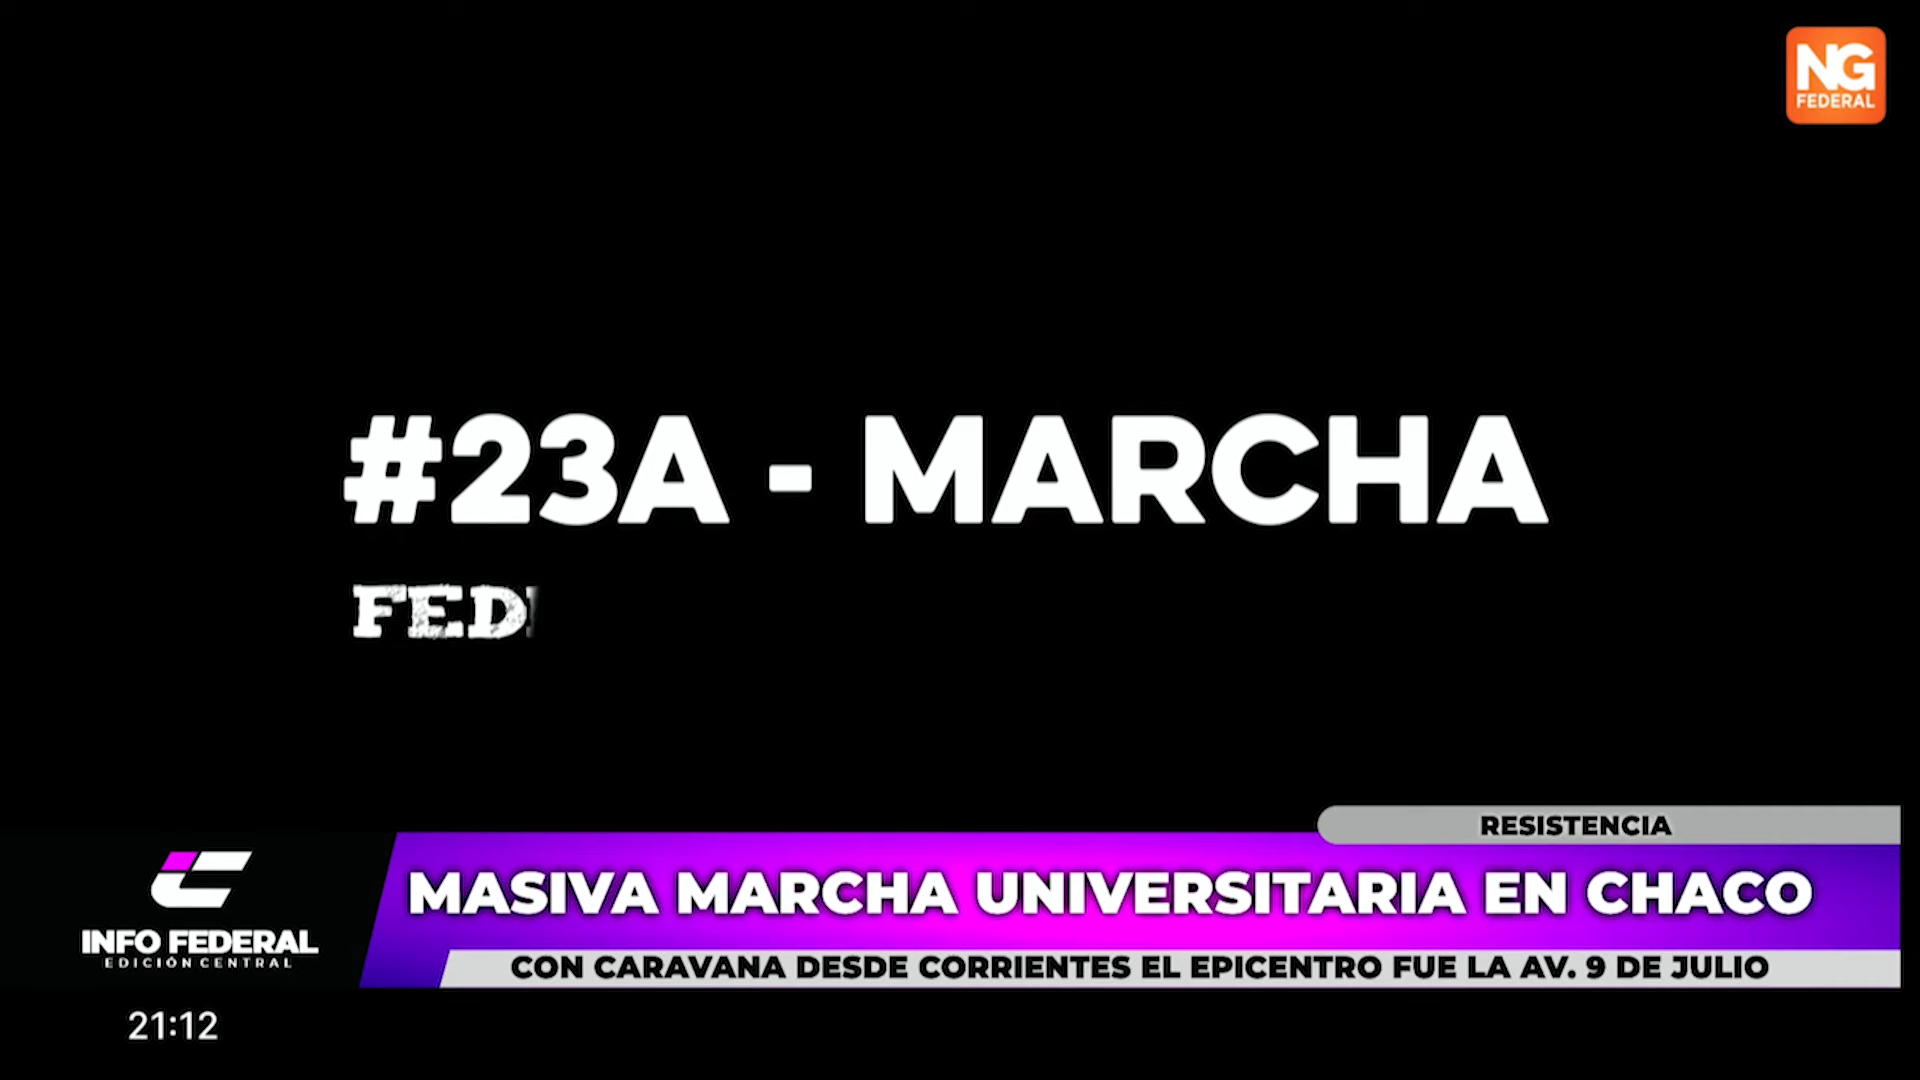 NG
FEDERAL
#23A - MARCHA
FED
RESISTENCIA
MASIVA MARCHA UNIVERSITARIA EN CHACO
CON CARAVANA DESDE CORRIENTES EL EPICENTRO FUE LA AV. 9 DE JULIO
INFO FEDERAL
EDICIÓN CENTRAL
21:12